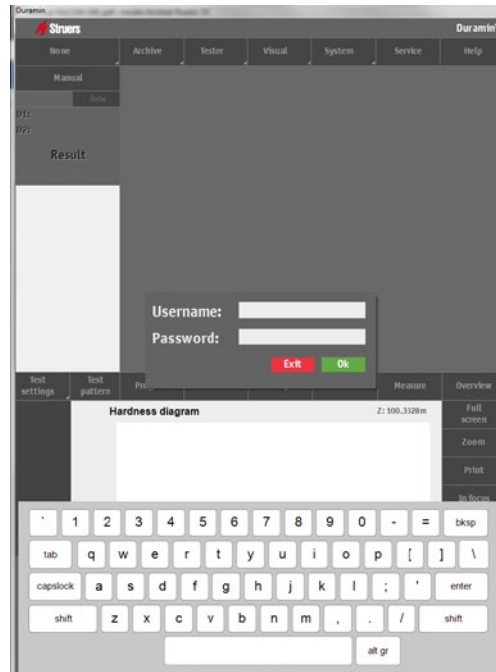 Duramin
Struers Duramin
None Archive Tester Visual System Service Help
Manual
D1:
D2:
Result
Username:
Password:
Exit Ok
Test settings Test pattern Measure Overview
Hardness diagram Z: 100,3328m Full screen
Zoom
Print
In focus
` 1 2 3 4 5 6 7 8 9 0 - = bksp
tab q w e r t y u i o p [ ] \
capslock a s d f g h j k l ; ' enter
shift z x c v b n m , . / shift
alt gr